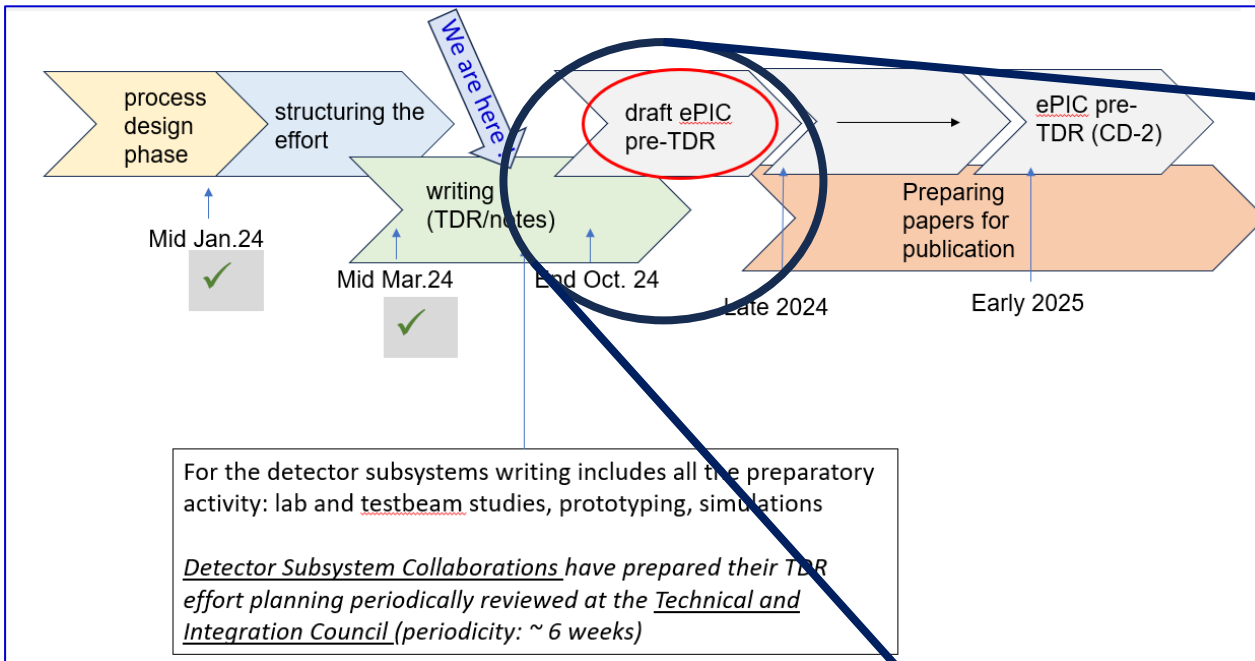 We are here !
process
design
phase
structuring the
effort
draft ePIC
pre-TDR
ePIC pre-
TDR (CD-2)
writing
(TDR/notes)
Preparing
papers for
publication
Mid Jan.24
Mid Mar.24
End Oct. 24
Late 2024
Early 2025
For the detector subsystems writing includes all the preparatory
activity: lab and testbeam studies, prototyping, simulations
Detector Subsystem Collaborations have prepared their TDR
effort planning periodically reviewed at the Technical and
Integration Council (periodicity: ~ 6 weeks)